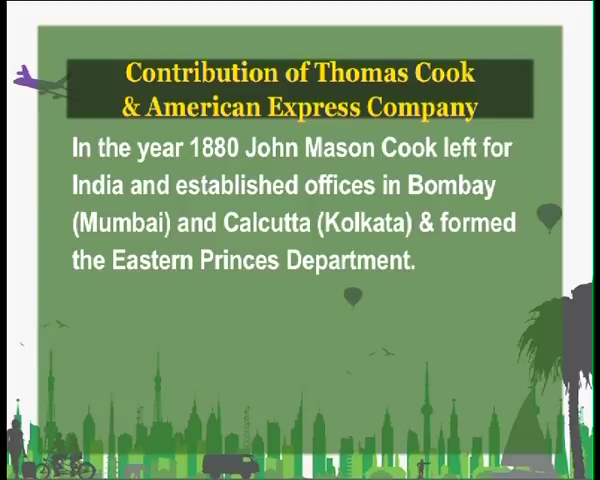 Contribution of Thomas Cook
& American Express Company
In the year 1880 John Mason Cook left for
India and established offices in Bombay
(Mumbai) and Calcutta (Kolkata) & formed
the Eastern Princes Department.